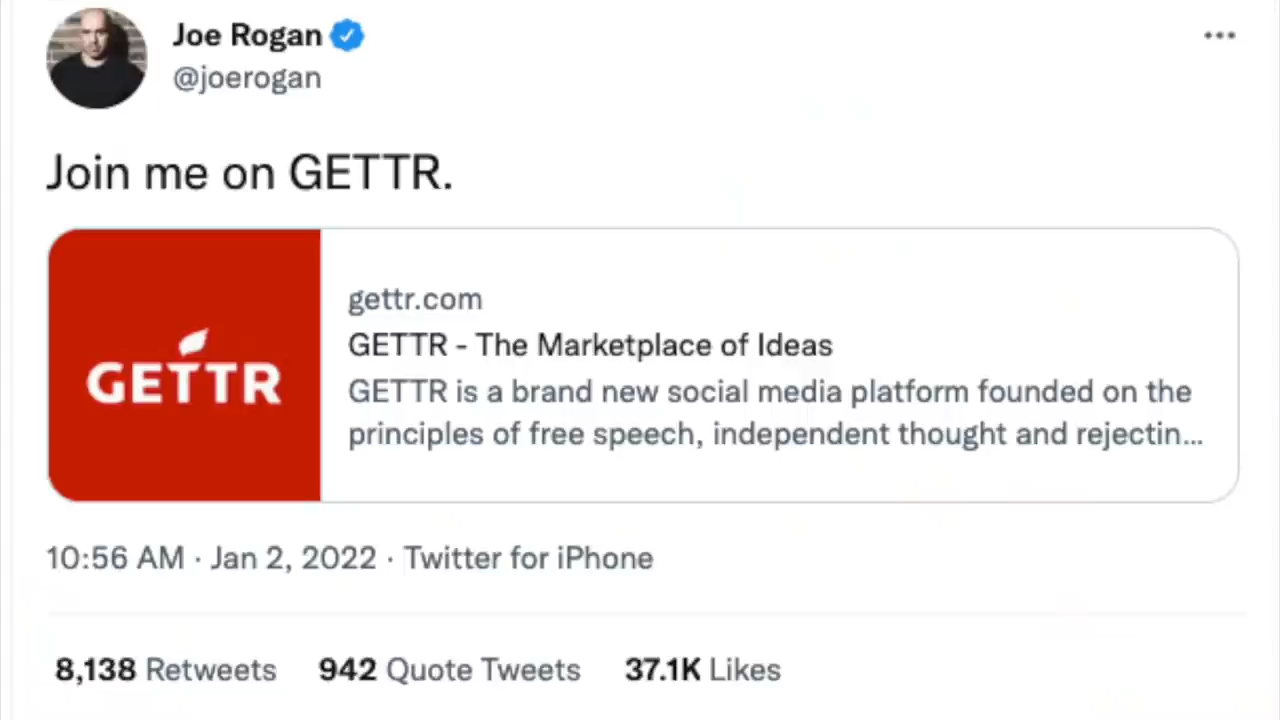 Joe Rogan
@joerogan
Join me on GETTR.
GETTR
gettr.com
GETTR - The Marketplace of Ideas
GETTR is a brand new social media platform founded on the
principles of free speech, independent thought and rejectin...
10:56 AM · Jan 2, 2022 · Twitter for iPhone
8,138 Retweets 942 Quote Tweets 37.1K Likes